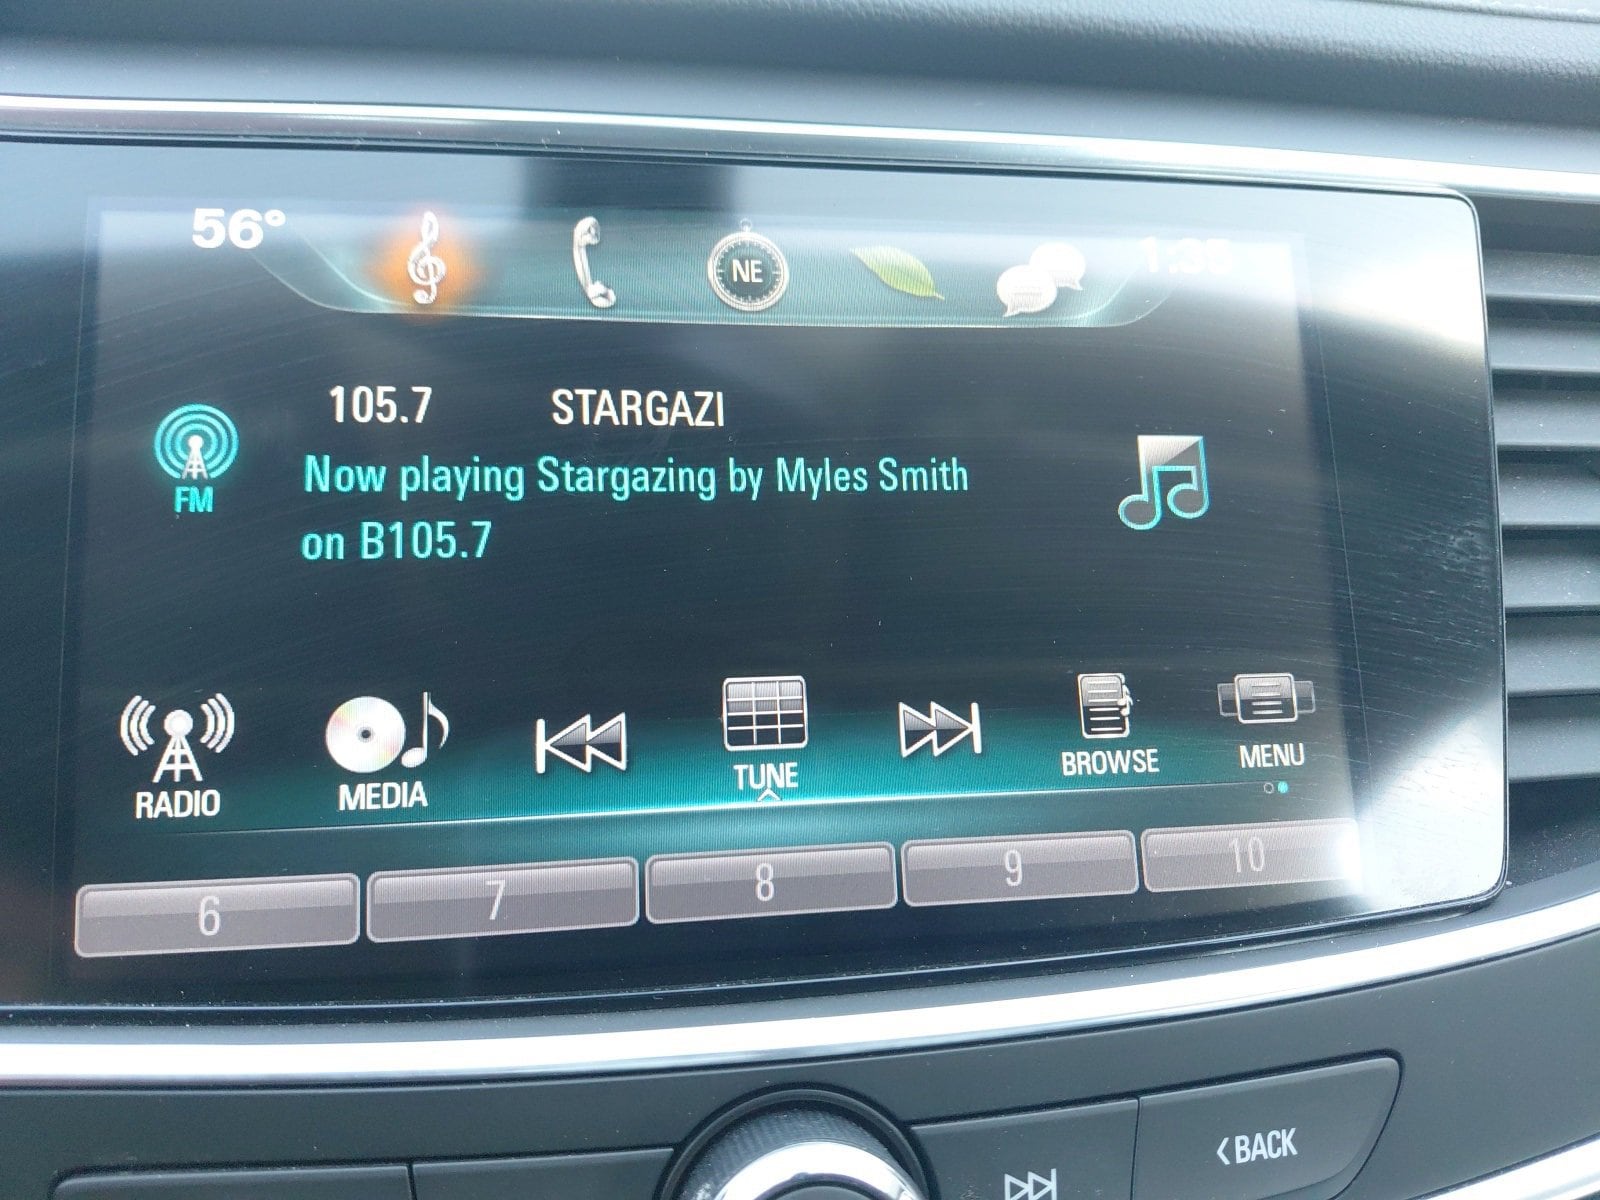 56°
NE
105.7 STARGAZI
FM
Now playing Stargazing by Myles Smith
on B105.7
RADIO
MEDIA
TUNE
BROWSE
MENU
6 7 8 9 10
<BACK